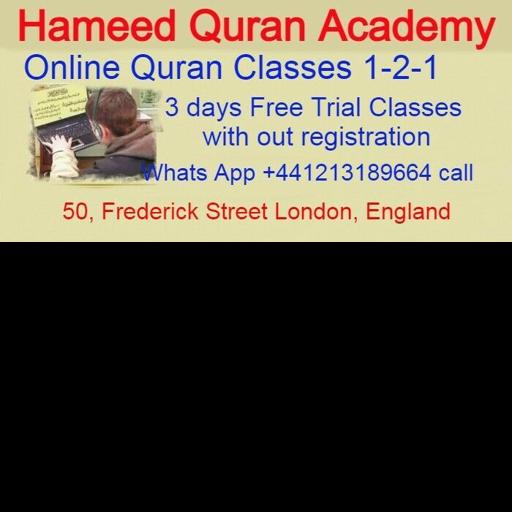 Hameed Quran Academy
Online Quran Classes 1-2-1
3 days Free Trial Classes
with out registration
Whats App +441213189664 call
50, Frederick Street London, England